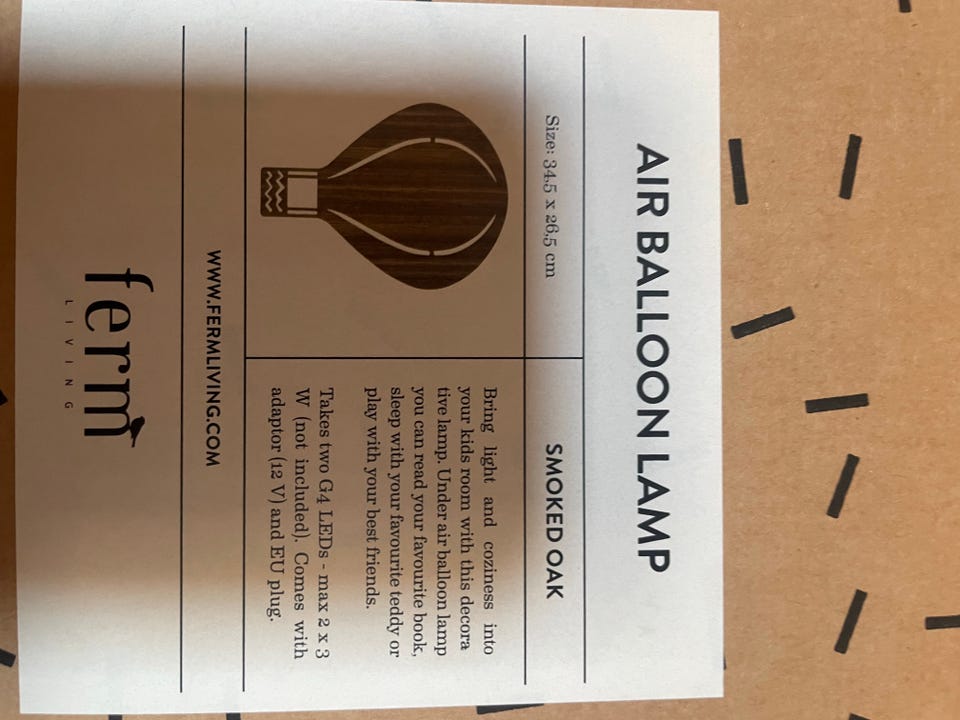 AIR BALLOON LAMP
Size: 34,5 x 26,5 cm
SMOKED OAK
Bring light and coziness into
your kids room with this decora
tive lamp. Under air balloon lamp
you can read your favourite book,
sleep with your favourite teddy or
play with your best friends.
Takes two G4 LEDs - max 2 x 3
W (not included). Comes with
adaptor (12 V) and EU plug.
WWW.FERMLIVING.COM
ferm
LIVING